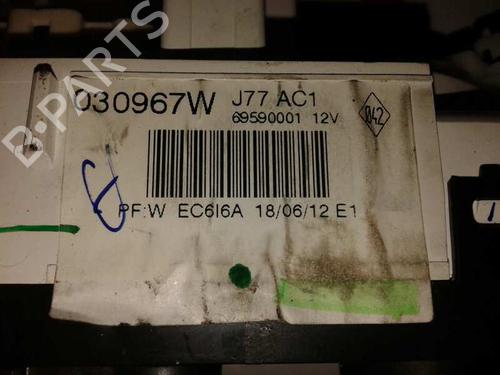 B-PARTS
030967W J77 AC1
69590001 12V
042
PF:W EC6I6A 18/06/12 E1